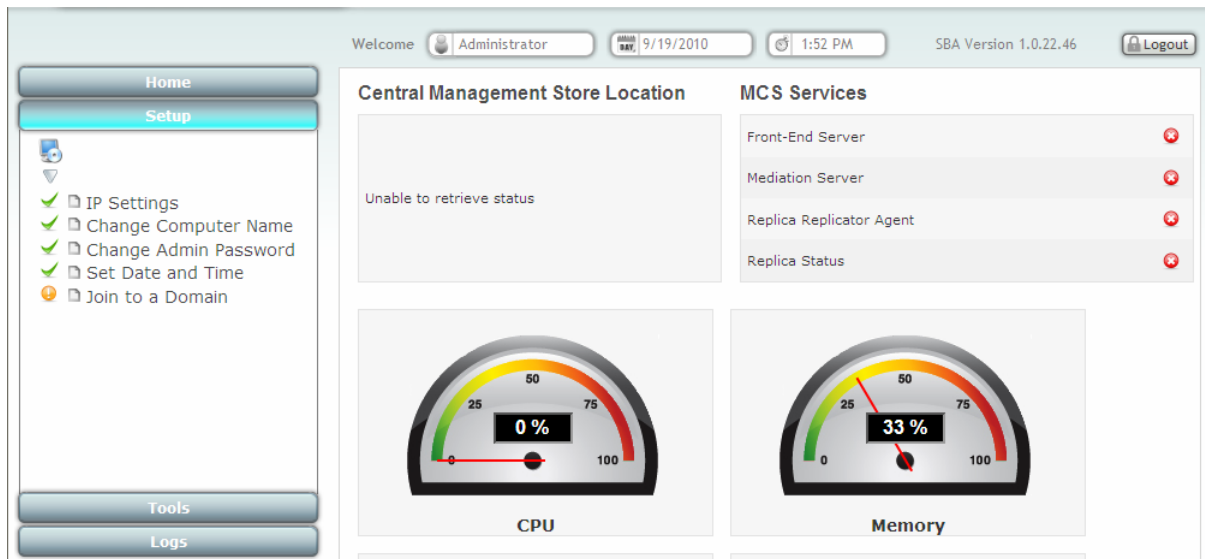 Welcome Administrator 9/19/2010 1:52 PM SBA Version 1.0.22.46 Logout
Home
Setup
IP Settings
Change Computer Name
Change Admin Password
Set Date and Time
Join to a Domain
Tools
Logs
Central Management Store Location
Unable to retrieve status
MCS Services
Front-End Server
Mediation Server
Replica Replicator Agent
Replica Status
0 25 50 75 100
0 %
CPU
0 25 50 75 100
33 %
Memory